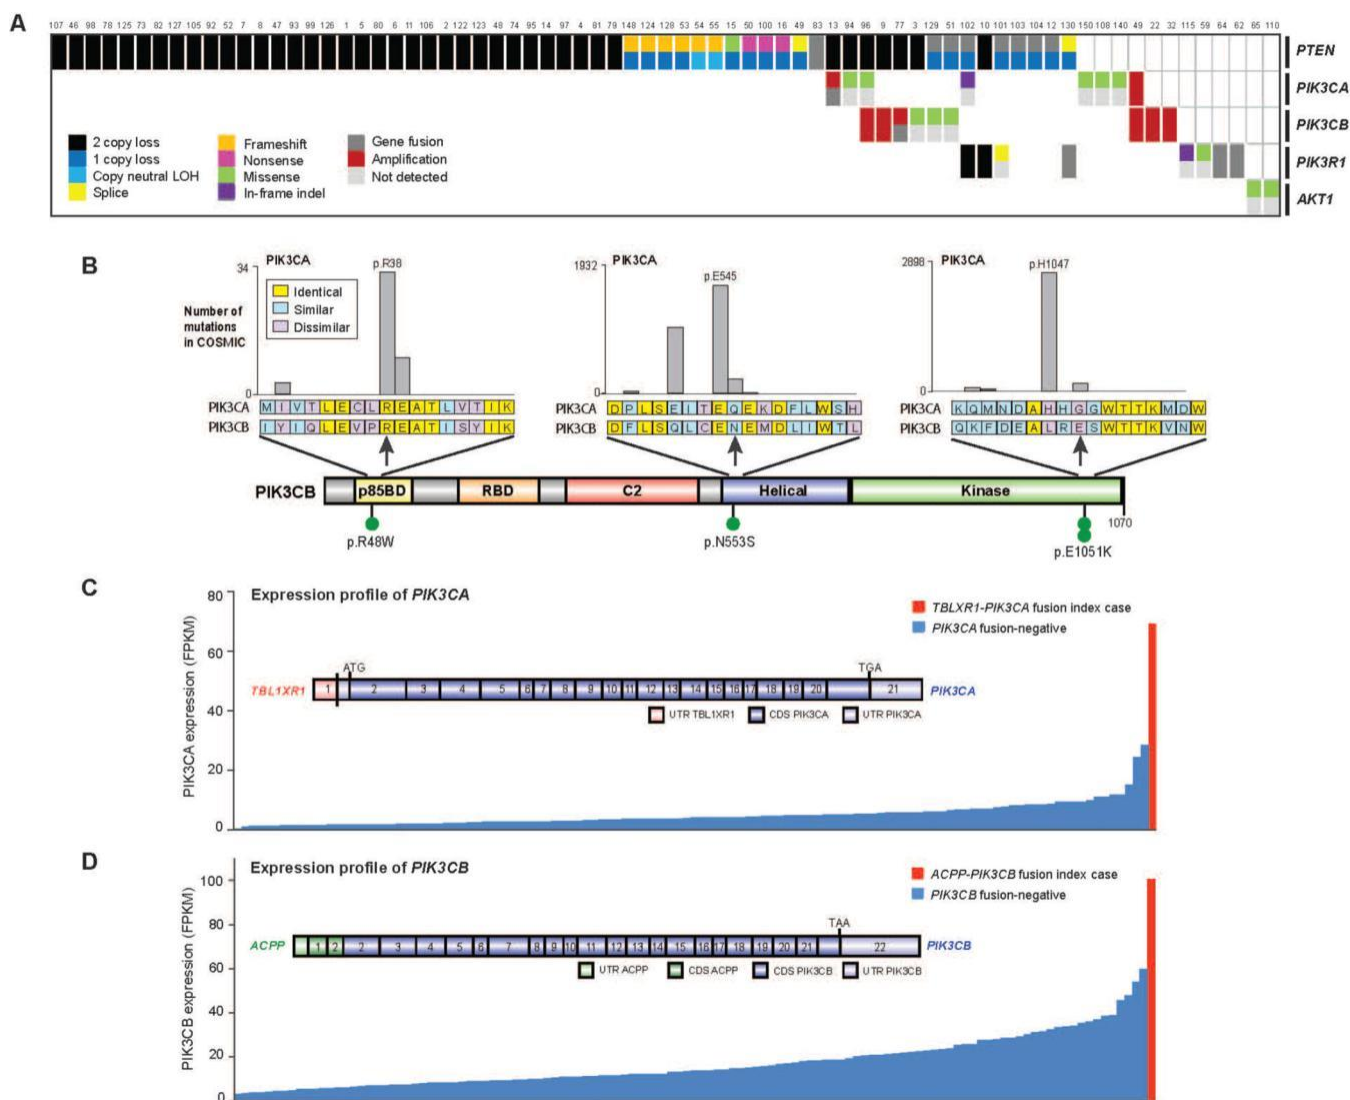 A
107 46 98 78 125 75 82 127 108 92 52 7 8 47 93 99 126 1 5 80 6 11 106 2 122 123 98 48 74 95 14 97 4 81 79 148 124 128 53 54 55 15 50 100 16 49 83 13 94 96 9 77 3 129 51 102 10 101 103 104 12 130 150 108 140 49 22 32 115 59 64 62 65 110
PTEN
PIK3CA
PIK3CB
PIK3R1
AKT1
2 copy loss
1 copy loss
Copy neutral LOH
Splice
Frameshift
Nonsense
Missense
In-frame indel
Gene fusion
Amplification
Not detected
B
Number of
mutations
in COSMIC
34
0
PIK3CA
p.R38
Identical
Similar
Dissimilar
PIK3CA M I V T L E C L R E A T L V T I K
PIK3CB I Y I Q L E V P R E A T I S Y I K
1932
0
PIK3CA
p.E545
PIK3CA D P L S E I T E Q E K D F L W S H
PIK3CB D F L S Q L C E N E M D L I W T L
2898
0
PIK3CA
p.H1047
PIK3CA K Q M N D A H H G G W T T K M D W
PIK3CB Q K F D E A L R E S W T T K V N W
PIK3CB
p85BD
RBD
C2
Helical
Kinase
1070
p.R48W
p.N553S
p.E1051K
C
Expression profile of PIK3CA
PIK3CA expression (FPKM)
80
60
40
20
0
TBLXR1-PIK3CA fusion index case
PIK3CA fusion-negative
ATG
TGA
TBL1XR1
1 2 3 4 5 6 7 8 9 10 11 12 13 14 15 16 17 18 19 20 21
PIK3CA
UTR TBL1XR1
CDS PIK3CA
UTR PIK3CA
D
Expression profile of PIK3CB
PIK3CB expression (FPKM)
100
80
60
40
20
0
ACPP-PIK3CB fusion index case
PIK3CB fusion-negative
TAA
ACPP
1 2 2 3 4 5 6 7 8 9 10 11 12 13 14 15 16 17 18 19 20 21 22
PIK3CB
UTR ACPP
CDS ACPP
CDS PIK3CB
UTR PIK3CB